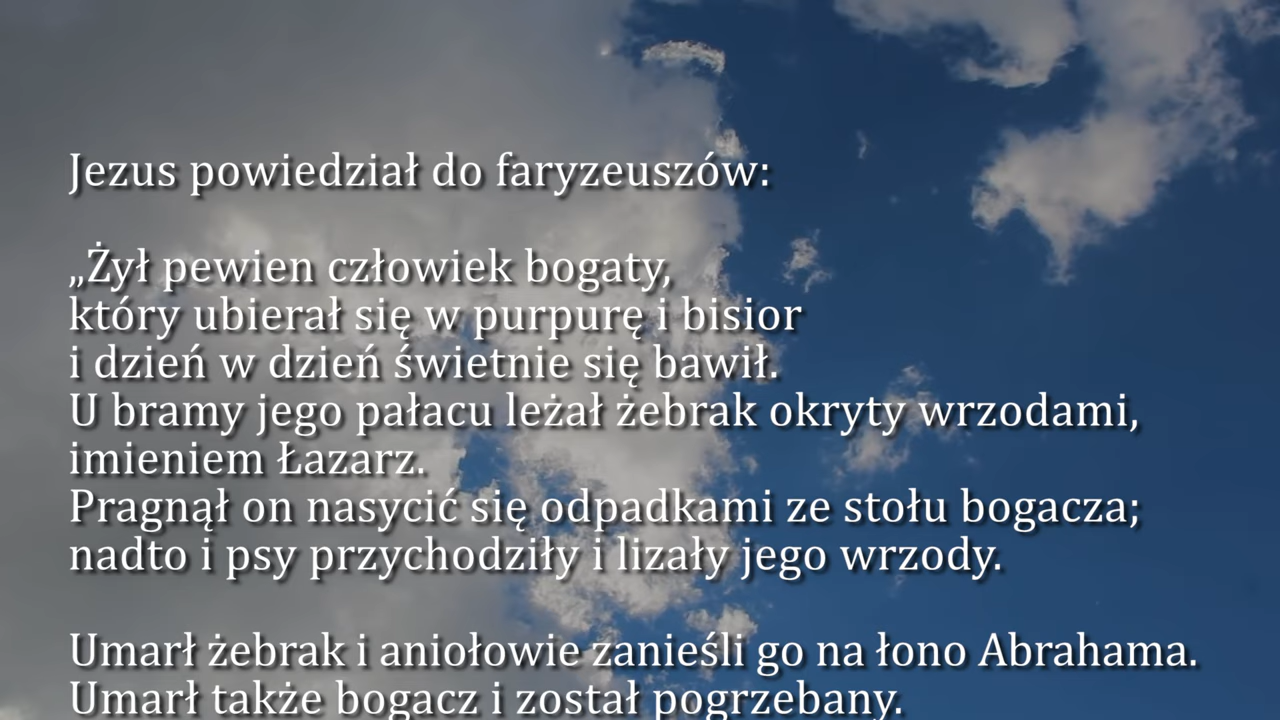 Jezus powiedział do faryzeuszów:
„Żył pewien człowiek bogaty,
który ubierał się w purpurę i bisior
i dzień w dzień świetnie się bawił.
U bramy jego pałacu leżał żebrak okryty wrzodami,
imieniem Łazarz.
Pragnął on nasycić się odpadkami ze stołu bogacza;
nadto i psy przychodziły i lizały jego wrzody.
Umarł żebrak i aniołowie zanieśli go na łono Abrahama.
Umarł także bogacz i został pogrzebany.